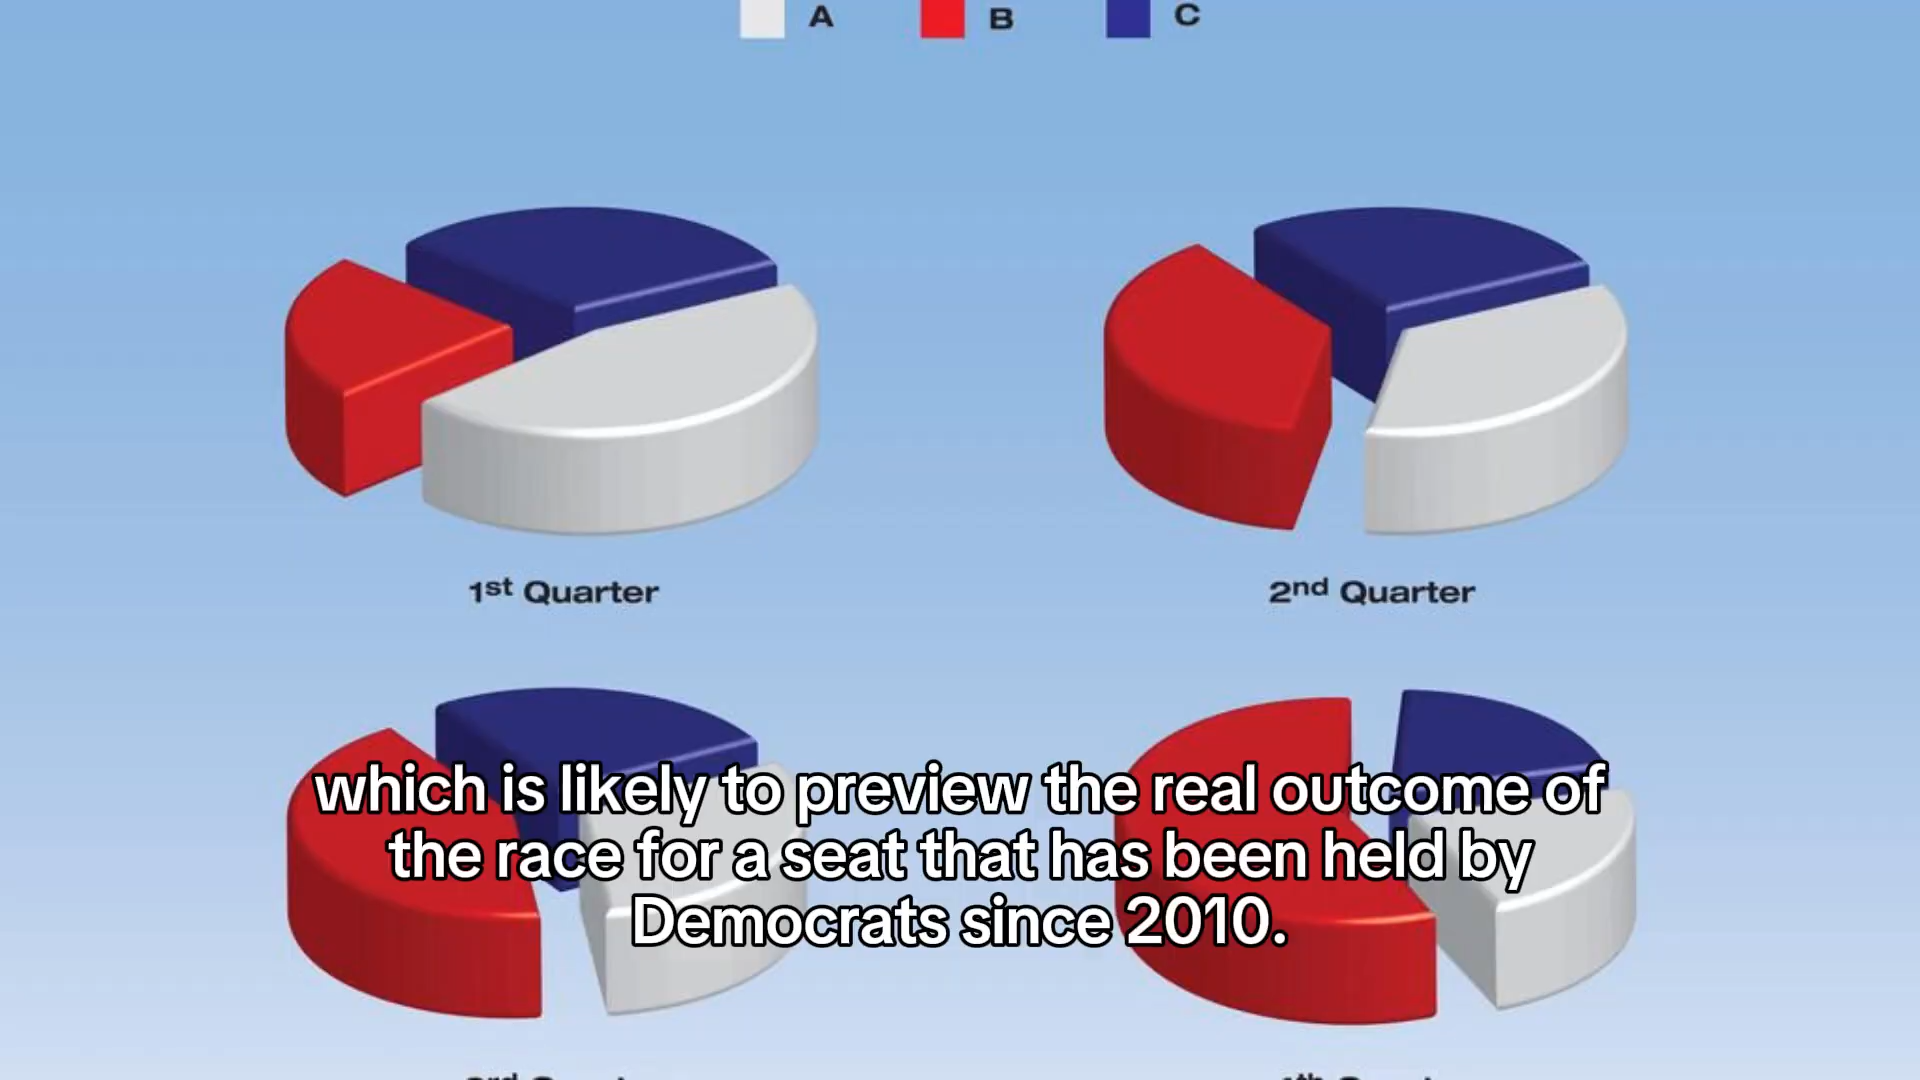 A B C
1st Quarter 2nd Quarter
which is likely to preview the real outcome of
the race for a seat that has been held by
Democrats since 2010.